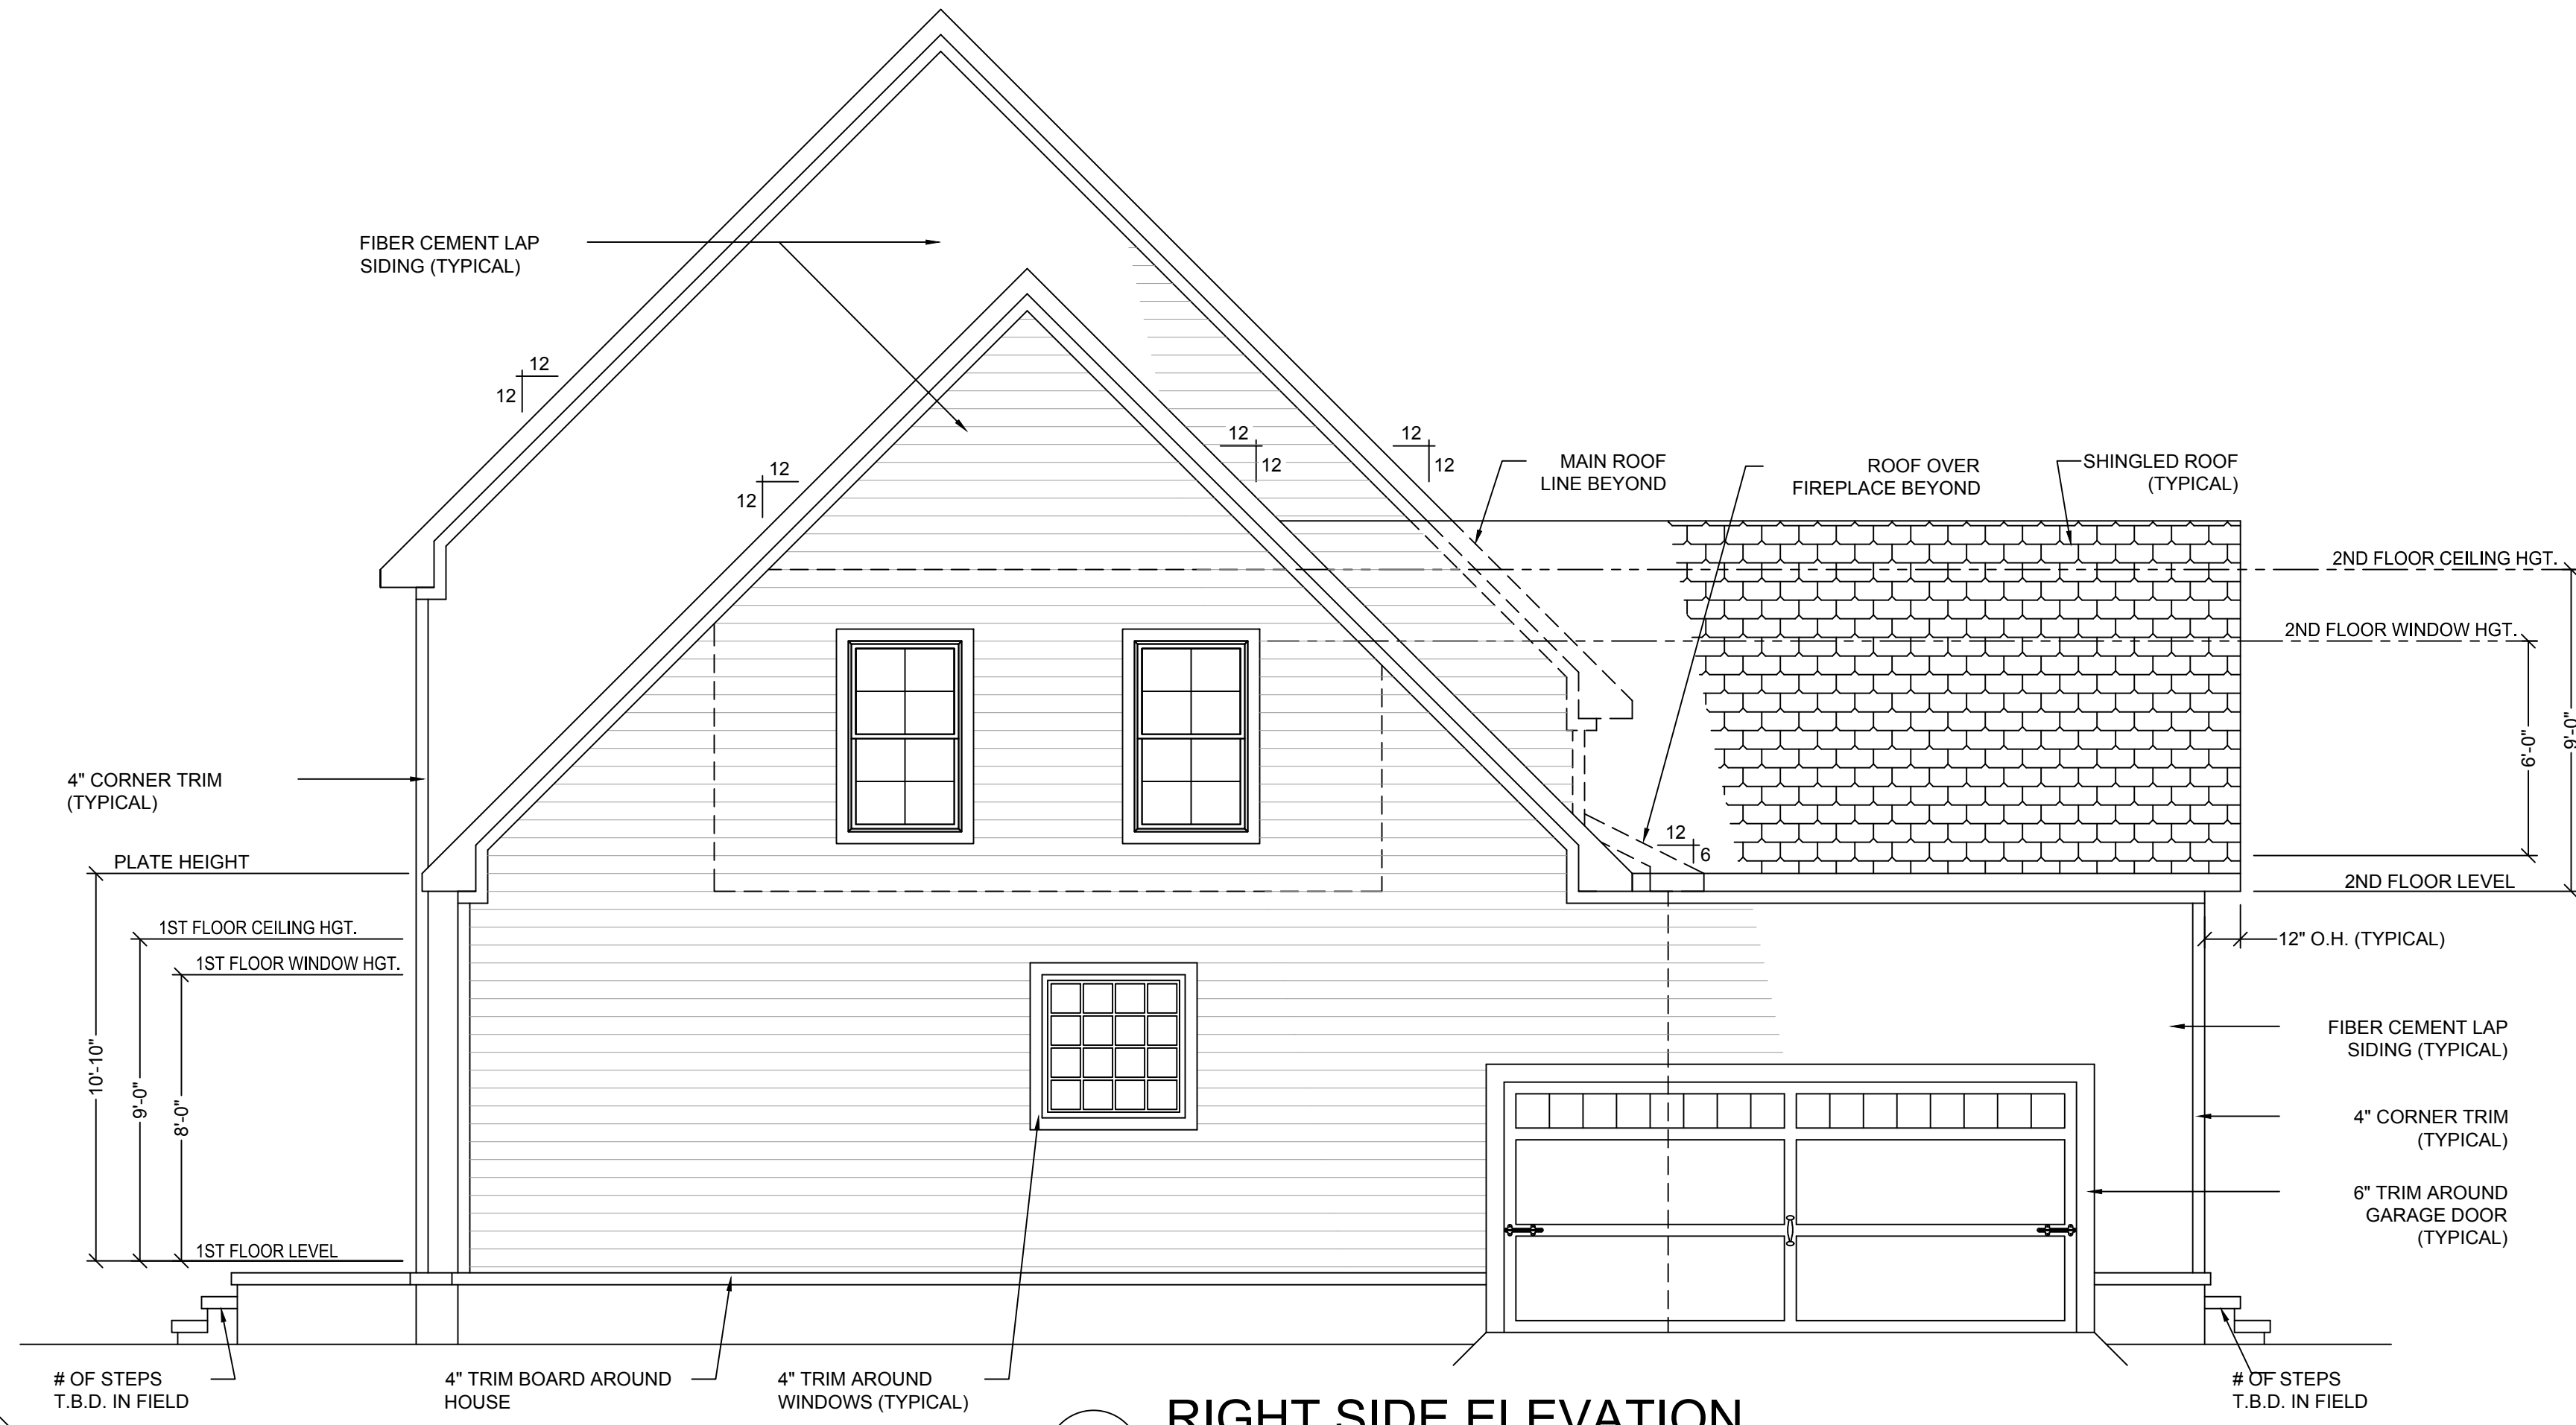 FIBER CEMENT LAP
SIDING (TYPICAL)
12
12
12
12
12
12
12
12
MAIN ROOF
LINE BEYOND
ROOF OVER
FIREPLACE BEYOND
SHINGLED ROOF
(TYPICAL)
2ND FLOOR CEILING HGT.
2ND FLOOR WINDOW HGT.
6'-0"
9'-0"
4" CORNER TRIM
(TYPICAL)
12
6
PLATE HEIGHT
2ND FLOOR LEVEL
1ST FLOOR CEILING HGT.
12" O.H. (TYPICAL)
1ST FLOOR WINDOW HGT.
10'-10"
9'-0"
8'-0"
FIBER CEMENT LAP
SIDING (TYPICAL)
4" CORNER TRIM
(TYPICAL)
6" TRIM AROUND
GARAGE DOOR
(TYPICAL)
1ST FLOOR LEVEL
# OF STEPS
T.B.D. IN FIELD
4" TRIM BOARD AROUND
HOUSE
4" TRIM AROUND
WINDOWS (TYPICAL)
# OF STEPS
T.B.D. IN FIELD
RIGHT SIDE ELEVATION